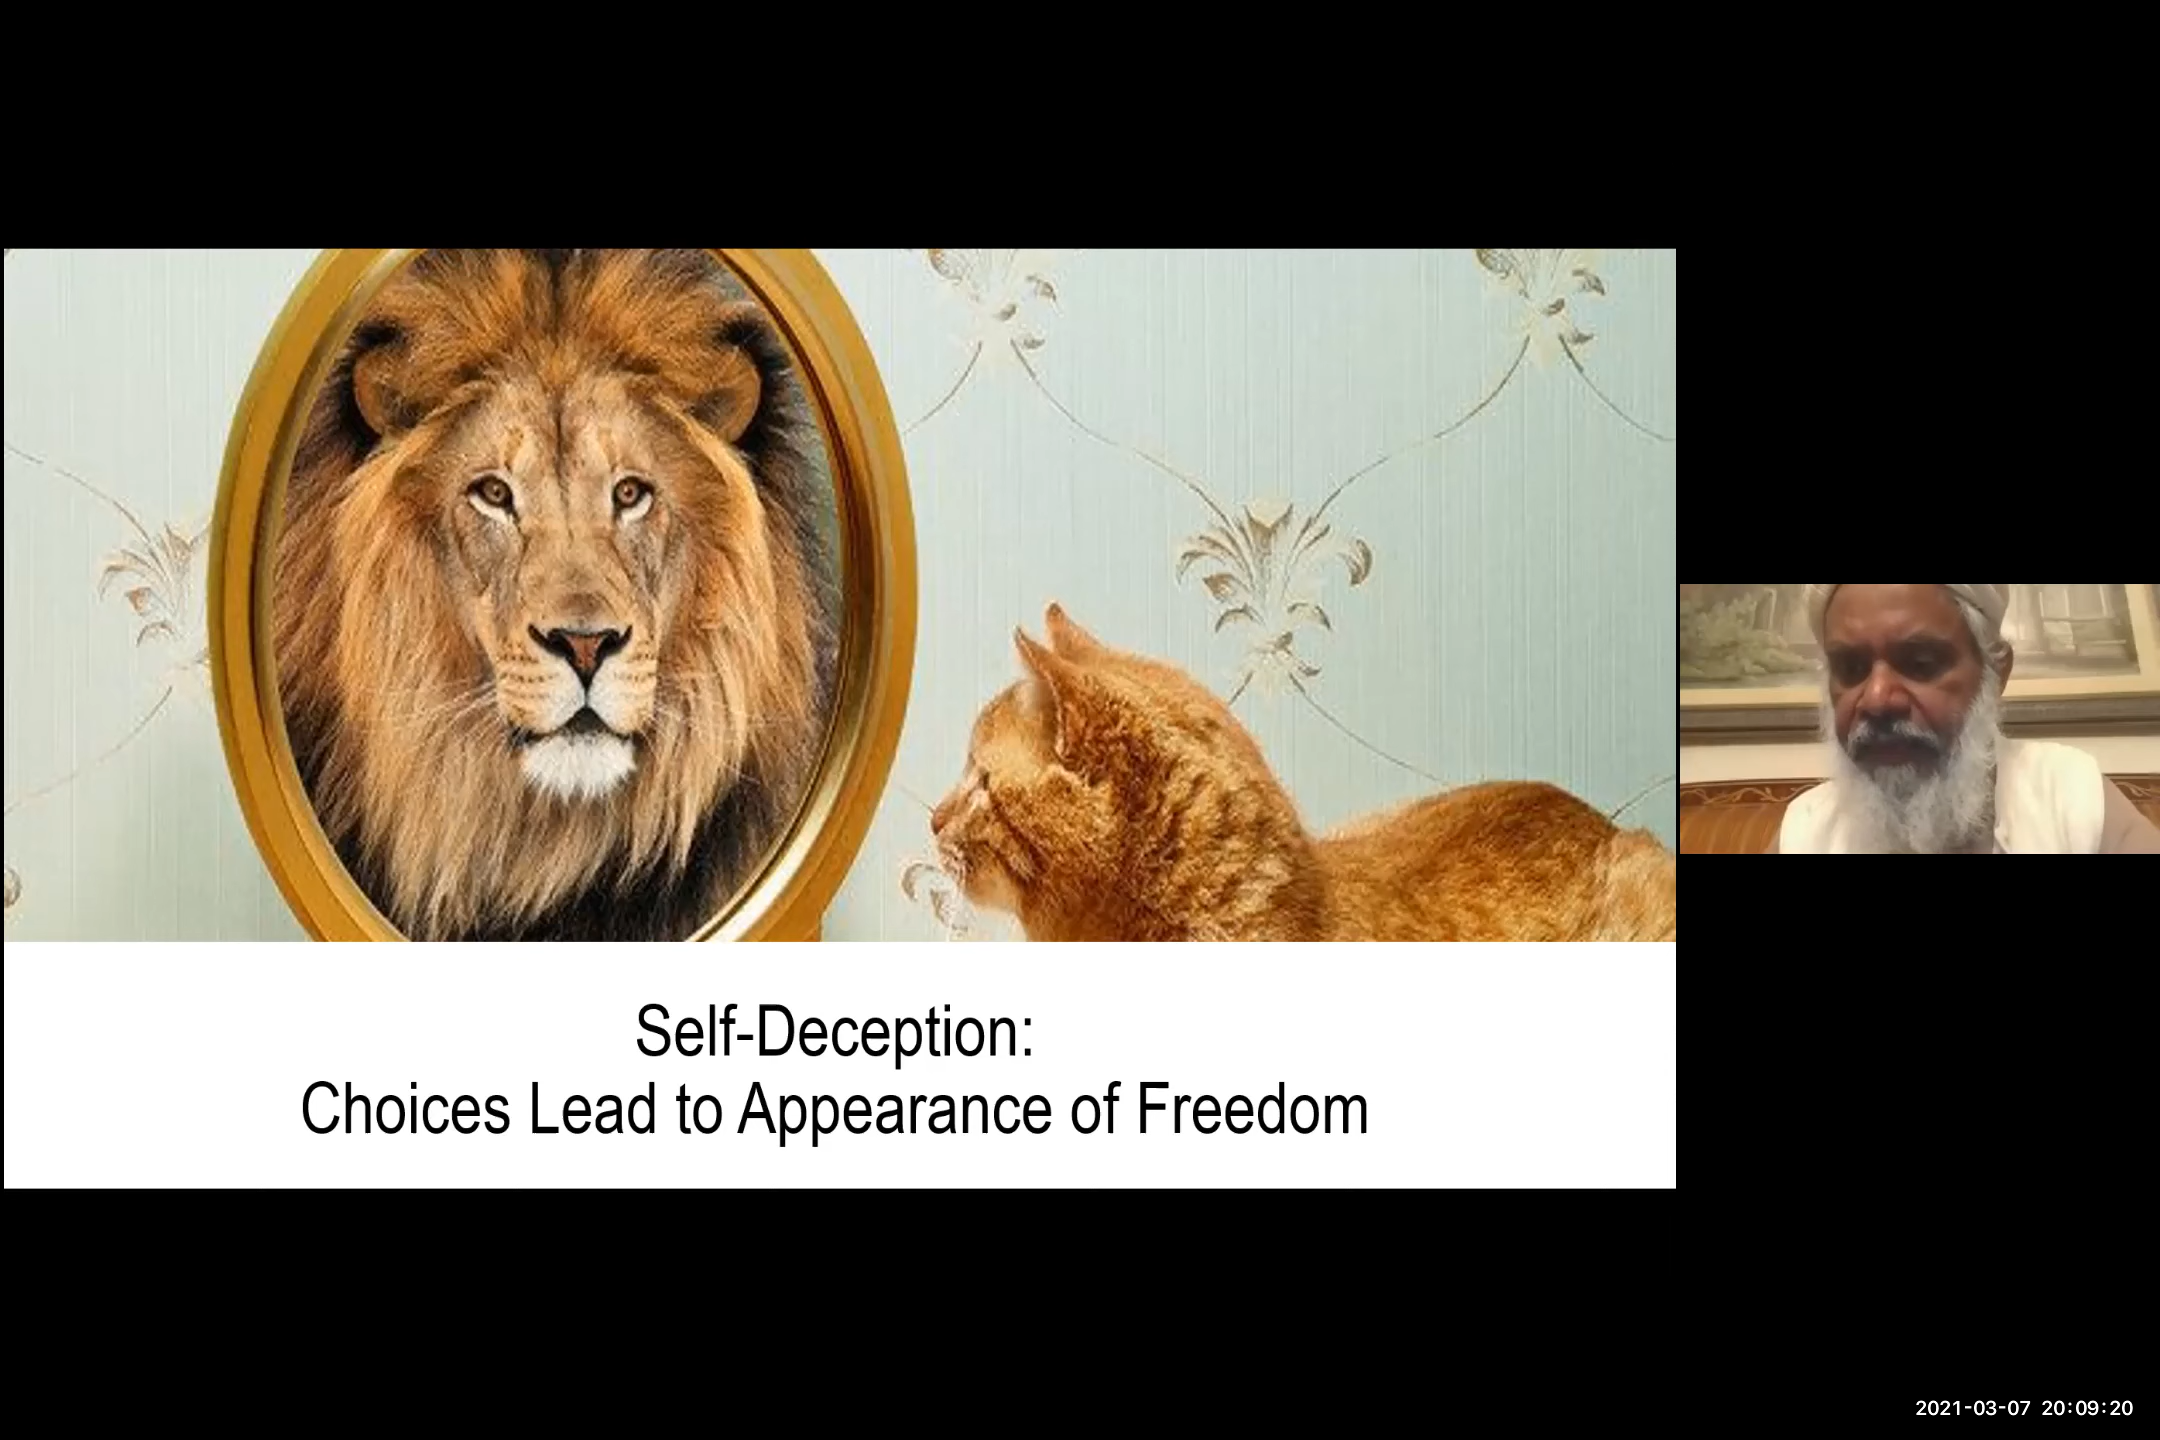 Self-Deception:
Choices Lead to Appearance of Freedom
2021-03-07 20:09:20